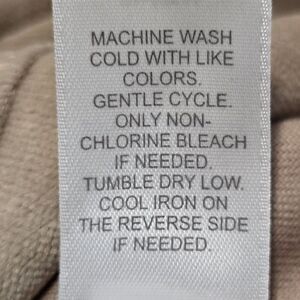 MACHINE WASH
COLD WITH LIKE
COLORS.
GENTLE CYCLE.
ONLY NON-
CHLORINE BLEACH
IF NEEDED.
TUMBLE DRY LOW.
COOL IRON ON
THE REVERSE SIDE
IF NEEDED.